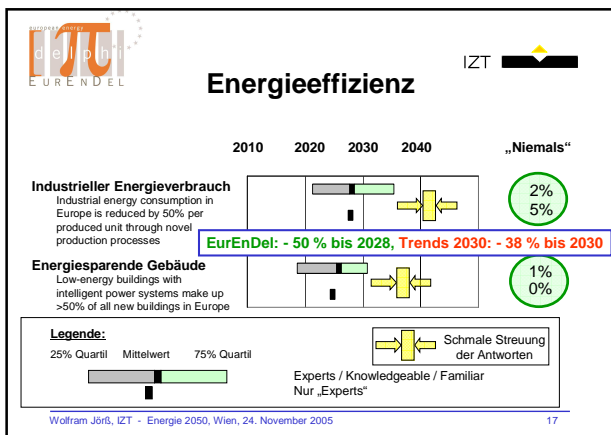 european energy
delphi
EURENDEL
IZT
Energieeffizienz
2010 2020 2030 2040 „Niemals“
Industrieller Energieverbrauch
Industrial energy consumption in
Europe is reduced by 50% per
produced unit through novel
production processes
2%
5%
EurEnDel: - 50 % bis 2028, Trends 2030: - 38 % bis 2030
Energiesparende Gebäude
Low-energy buildings with
intelligent power systems make up
>50% of all new buildings in Europe
1%
0%
Legende:
25% Quartil Mittelwert 75% Quartil
Schmale Streuung
der Antworten
Experts / Knowledgeable / Familiar
Nur „Experts“
Wolfram Jörß, IZT - Energie 2050, Wien, 24. November 2005 17